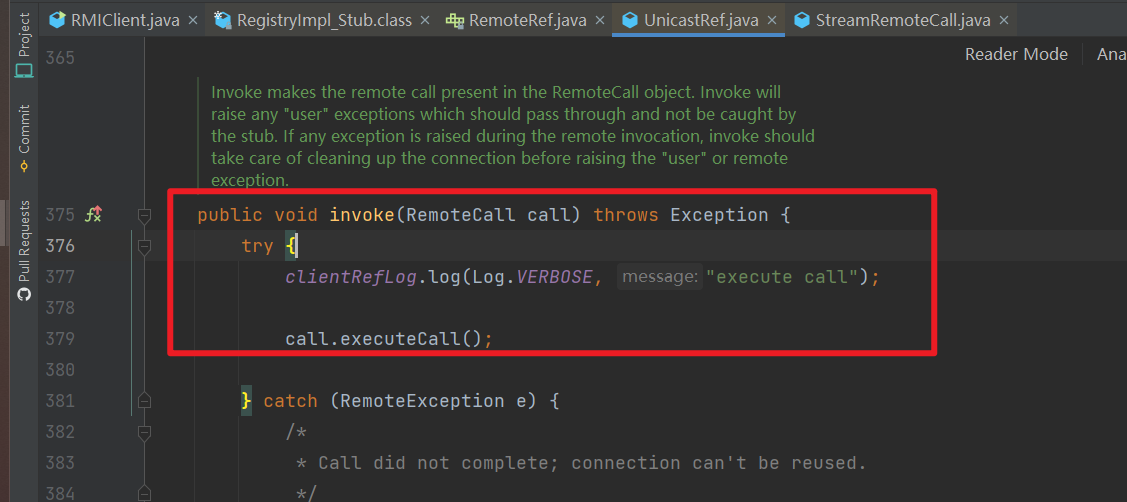 RMIClient.java
RegistryImpl_Stub.class
RemoteRef.java
UnicastRef.java
StreamRemoteCall.java
Project
Commit
Pull Requests
Reader Mode
Ana
365
Invoke makes the remote call present in the RemoteCall object. Invoke will
raise any "user" exceptions which should pass through and not be caught by
the stub. If any exception is raised during the remote invocation, invoke should
take care of cleaning up the connection before raising the "user" or remote
exception.
375 public void invoke(RemoteCall call) throws Exception {
376 try {
377 clientRefLog.log(Log.VERBOSE, message: "execute call");
378
379 call.executeCall();
380
381 } catch (RemoteException e) {
382 /*
383 * Call did not complete; connection can't be reused.
384 */